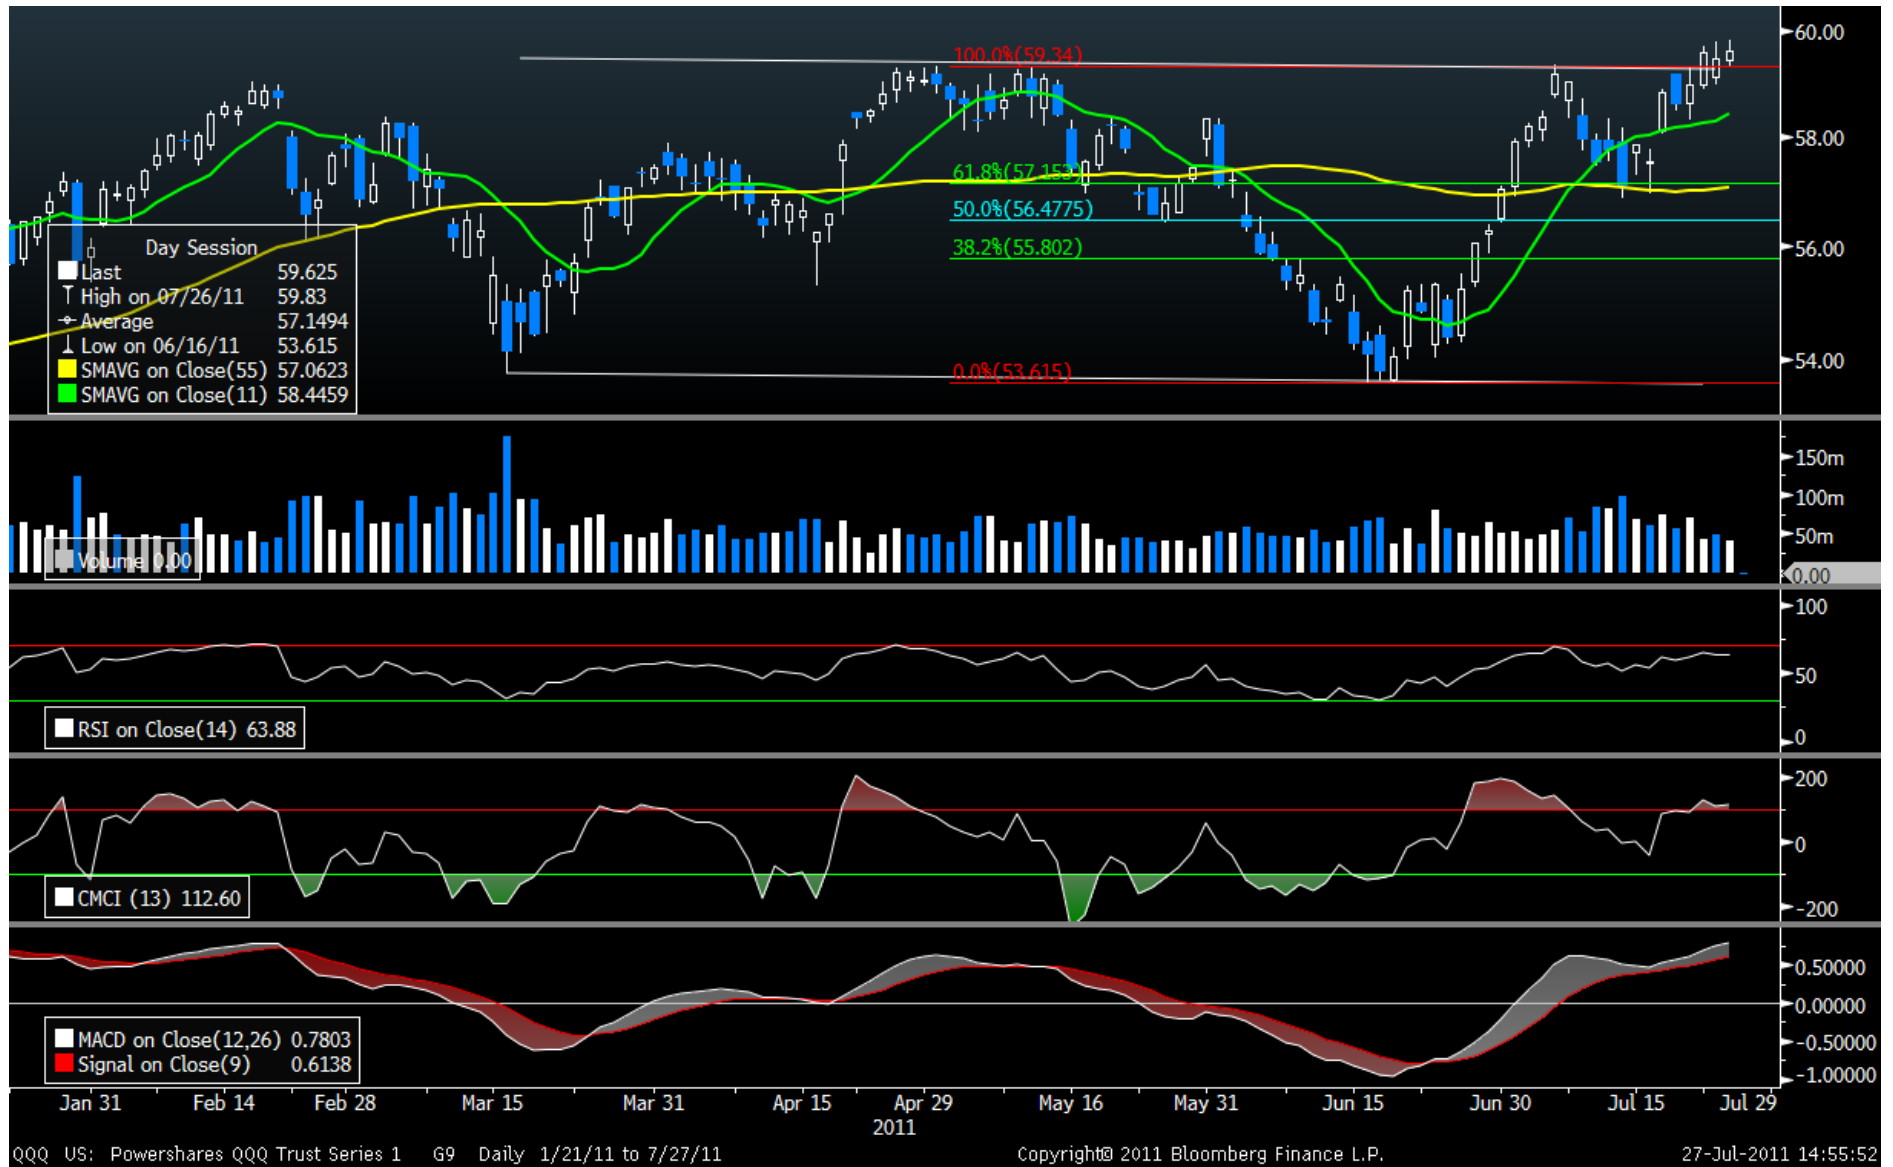 60.00
100.0%(59.34)
58.00
61.8%(57.153)
50.0%(56.4775)
38.2%(55.802)
56.00
54.00
0.0%(53.615)
Day Session
Last 59.625
High on 07/26/11 59.83
Average 57.1494
Low on 06/16/11 53.615
SMAVG on Close(55) 57.0623
SMAVG on Close(11) 58.4459
150m
100m
50m
0.00
Volume 0.00
100
50
0
RSI on Close(14) 63.88
200
0
-200
CMCI (13) 112.60
0.50000
0.00000
-0.50000
-1.00000
MACD on Close(12,26) 0.7803
Signal on Close(9) 0.6138
Jan 31 Feb 14 Feb 28 Mar 15 Mar 31 Apr 15 Apr 29 May 16 May 31 Jun 15 Jun 30 Jul 15 Jul 29
2011
QQQ US: Powershares QQQ Trust Series 1 G9 Daily 1/21/11 to 7/27/11 Copyright© 2011 Bloomberg Finance L.P. 27-Jul-2011 14:55:52